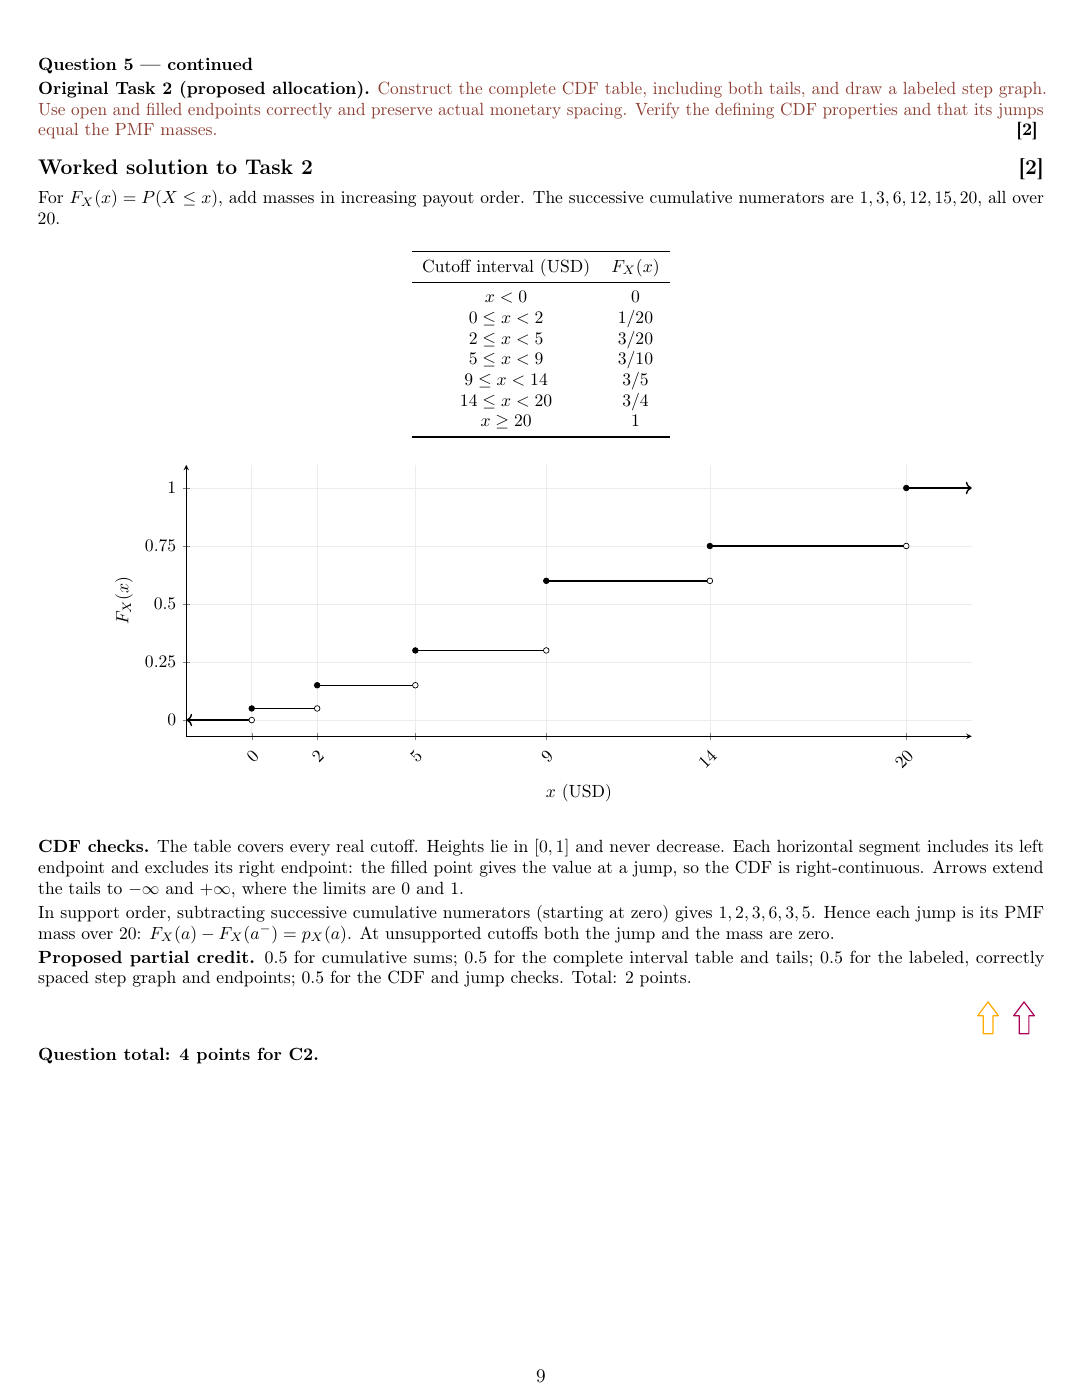 Question 5 — continued
Original Task 2 (proposed allocation). Construct the complete CDF table, including both tails, and draw a labeled step graph.
Use open and filled endpoints correctly and preserve actual monetary spacing. Verify the defining CDF properties and that its jumps
equal the PMF masses. [2]
Worked solution to Task 2 [2]
For F_X(x) = P(X ≤ x), add masses in increasing payout order. The successive cumulative numerators are 1, 3, 6, 12, 15, 20, all over
20.
Cutoff interval (USD) F_X(x)
x < 0 0
0 ≤ x < 2 1/20
2 ≤ x < 5 3/20
5 ≤ x < 9 3/10
9 ≤ x < 14 3/5
14 ≤ x < 20 3/4
x ≥ 20 1
1
0.75
0.5
0.25
0
F_X(x)
0 2 5 9 14 20
x (USD)
CDF checks. The table covers every real cutoff. Heights lie in [0, 1] and never decrease. Each horizontal segment includes its left
endpoint and excludes its right endpoint: the filled point gives the value at a jump, so the CDF is right-continuous. Arrows extend
the tails to −∞ and +∞, where the limits are 0 and 1.
In support order, subtracting successive cumulative numerators (starting at zero) gives 1, 2, 3, 6, 3, 5. Hence each jump is its PMF
mass over 20: F_X(a) − F_X(a⁻) = p_X(a). At unsupported cutoffs both the jump and the mass are zero.
Proposed partial credit. 0.5 for cumulative sums; 0.5 for the complete interval table and tails; 0.5 for the labeled, correctly
spaced step graph and endpoints; 0.5 for the CDF and jump checks. Total: 2 points.
Question total: 4 points for C2.
9